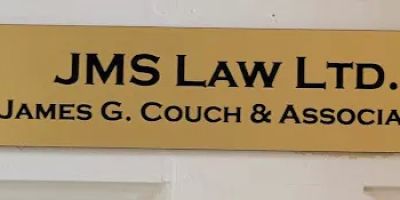 JMS LAW LTD.
JAMES G. COUCH & ASSOCIA